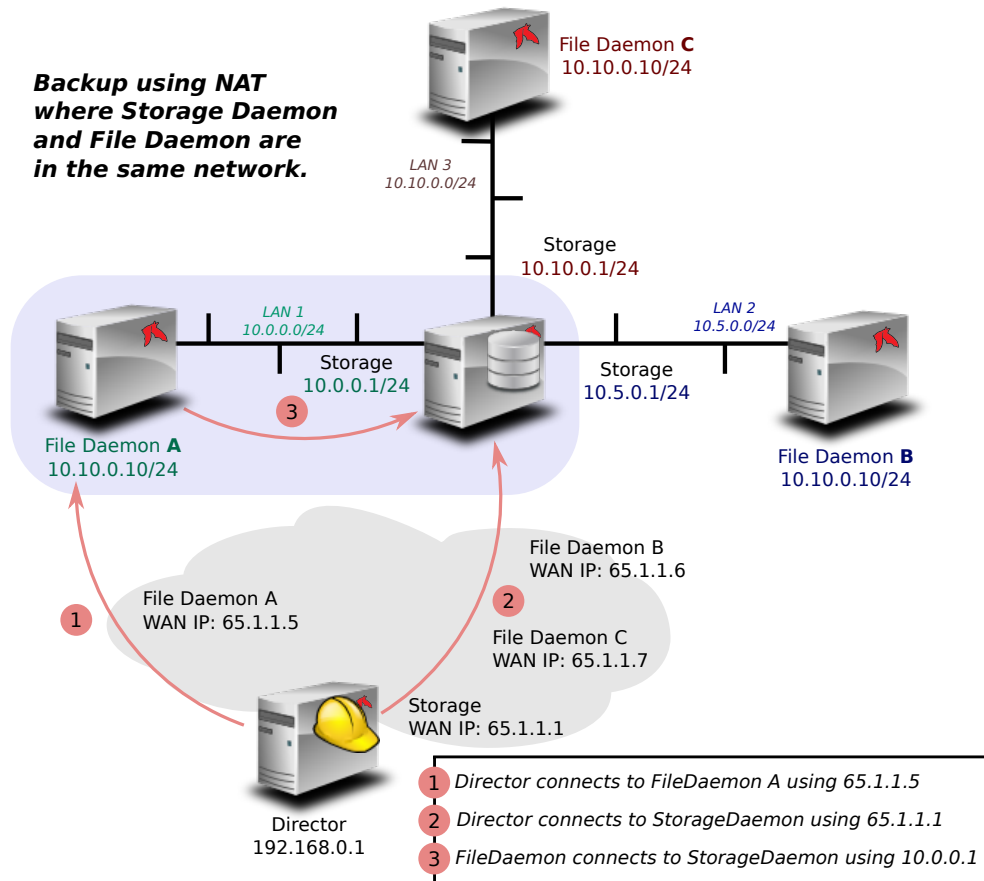 Backup using NAT
where Storage Daemon
and File Daemon are
in the same network.
File Daemon C
10.10.0.10/24
LAN 3
10.10.0.0/24
Storage
10.10.0.1/24
LAN 1
10.0.0.0/24
Storage
10.0.0.1/24
LAN 2
10.5.0.0/24
Storage
10.5.0.1/24
3
File Daemon A
10.10.0.10/24
File Daemon B
10.10.0.10/24
1
File Daemon A
WAN IP: 65.1.1.5
File Daemon B
WAN IP: 65.1.1.6
2
File Daemon C
WAN IP: 65.1.1.7
Storage
WAN IP: 65.1.1.1
Director
192.168.0.1
1 Director connects to FileDaemon A using 65.1.1.5
2 Director connects to StorageDaemon using 65.1.1.1
3 FileDaemon connects to StorageDaemon using 10.0.0.1